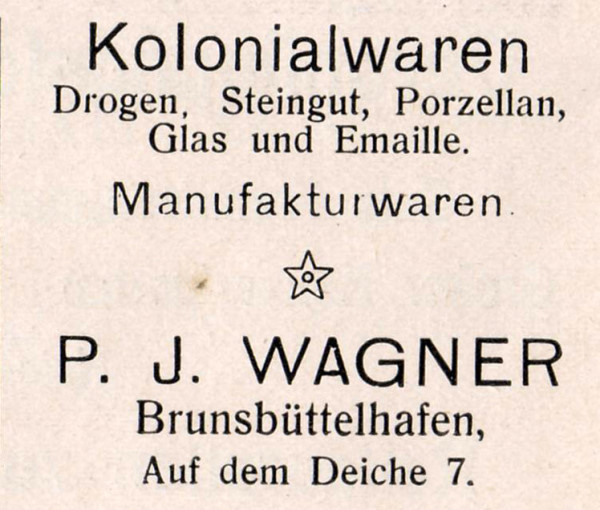 Kolonialwaren
Drogen, Steingut, Porzellan,
Glas und Emaille.
Manufakturwaren.
P. J. WAGNER
Brunsbüttelhafen,
Auf dem Deiche 7.